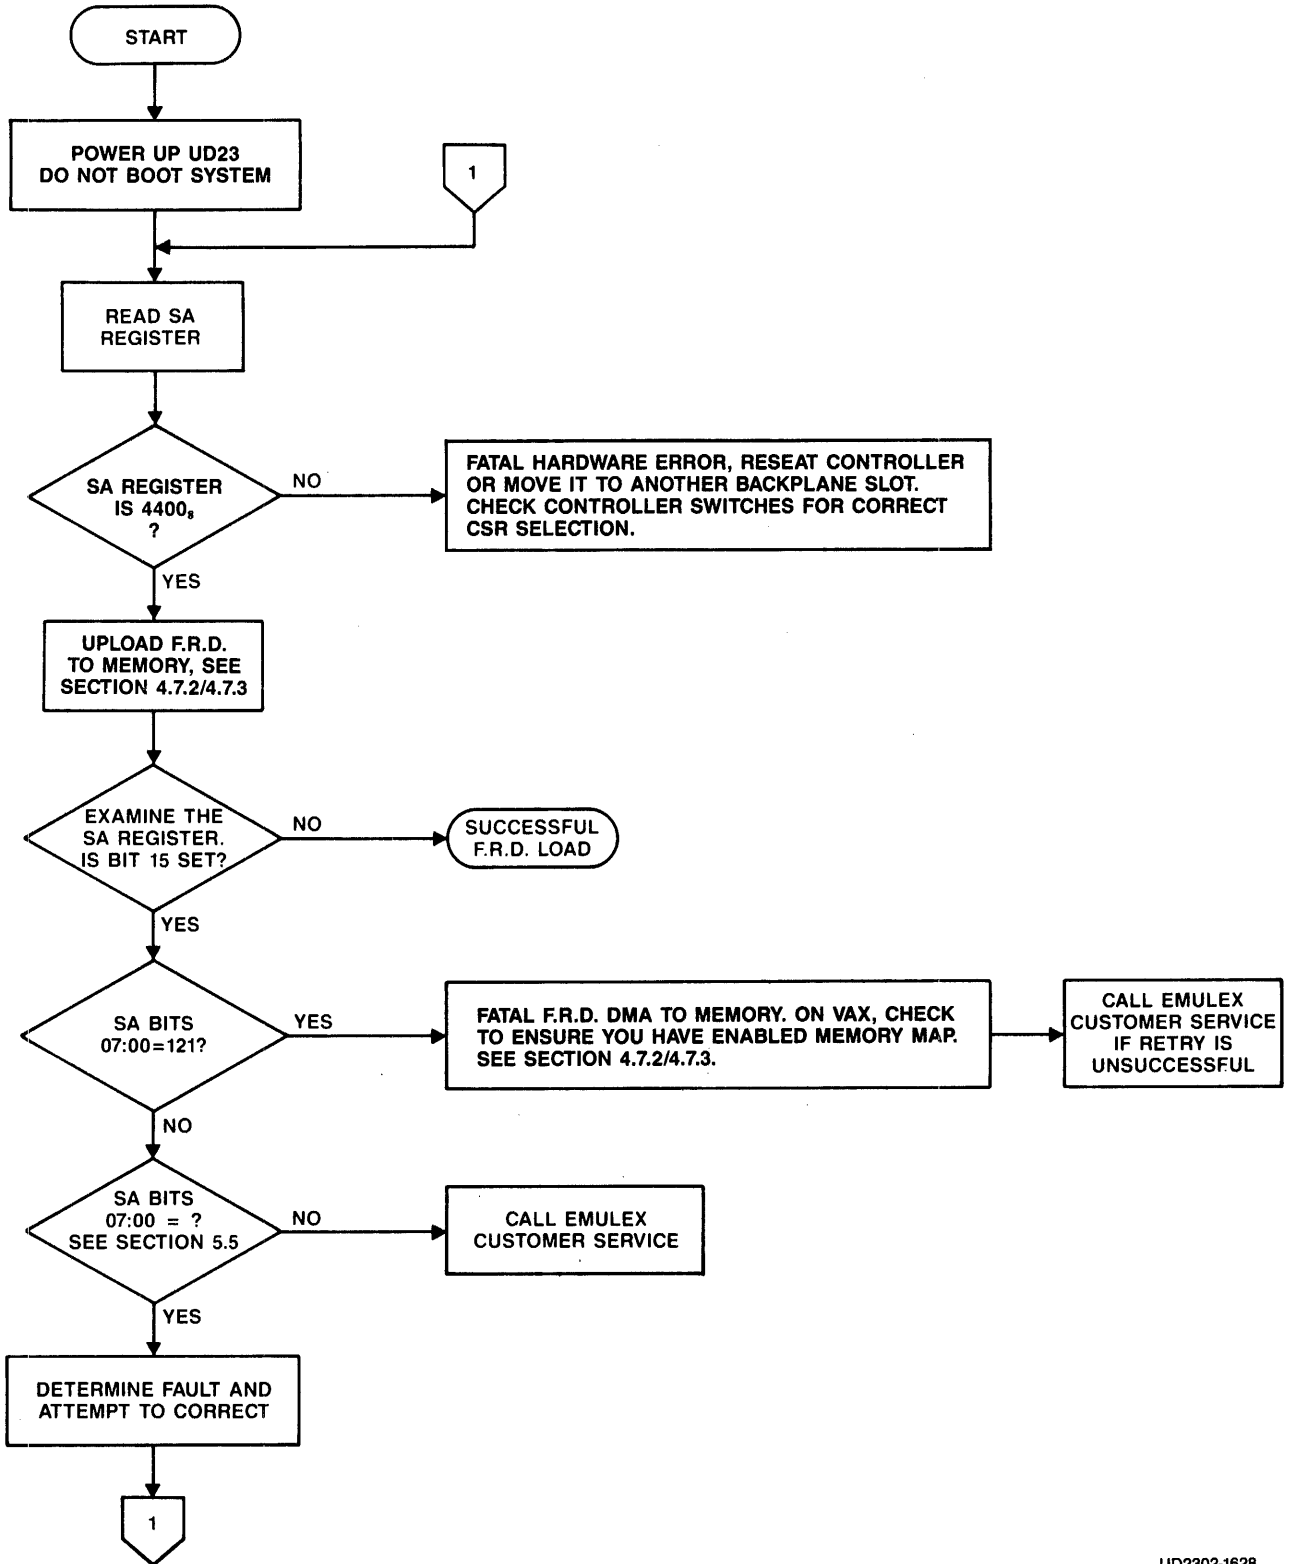 START
POWER UP UD23
DO NOT BOOT SYSTEM
1
READ SA
REGISTER
SA REGISTER
IS 4400₈
?
NO
FATAL HARDWARE ERROR, RESEAT CONTROLLER
OR MOVE IT TO ANOTHER BACKPLANE SLOT.
CHECK CONTROLLER SWITCHES FOR CORRECT
CSR SELECTION.
YES
UPLOAD F.R.D.
TO MEMORY, SEE
SECTION 4.7.2/4.7.3
EXAMINE THE
SA REGISTER.
IS BIT 15 SET?
NO
SUCCESSFUL
F.R.D. LOAD
YES
SA BITS
07:00=121?
YES
FATAL F.R.D. DMA TO MEMORY. ON VAX, CHECK
TO ENSURE YOU HAVE ENABLED MEMORY MAP.
SEE SECTION 4.7.2/4.7.3.
CALL EMULEX
CUSTOMER SERVICE
IF RETRY IS
UNSUCCESSFUL
NO
SA BITS
07:00 = ?
SEE SECTION 5.5
NO
CALL EMULEX
CUSTOMER SERVICE
YES
DETERMINE FAULT AND
ATTEMPT TO CORRECT
1
UD2302-1628